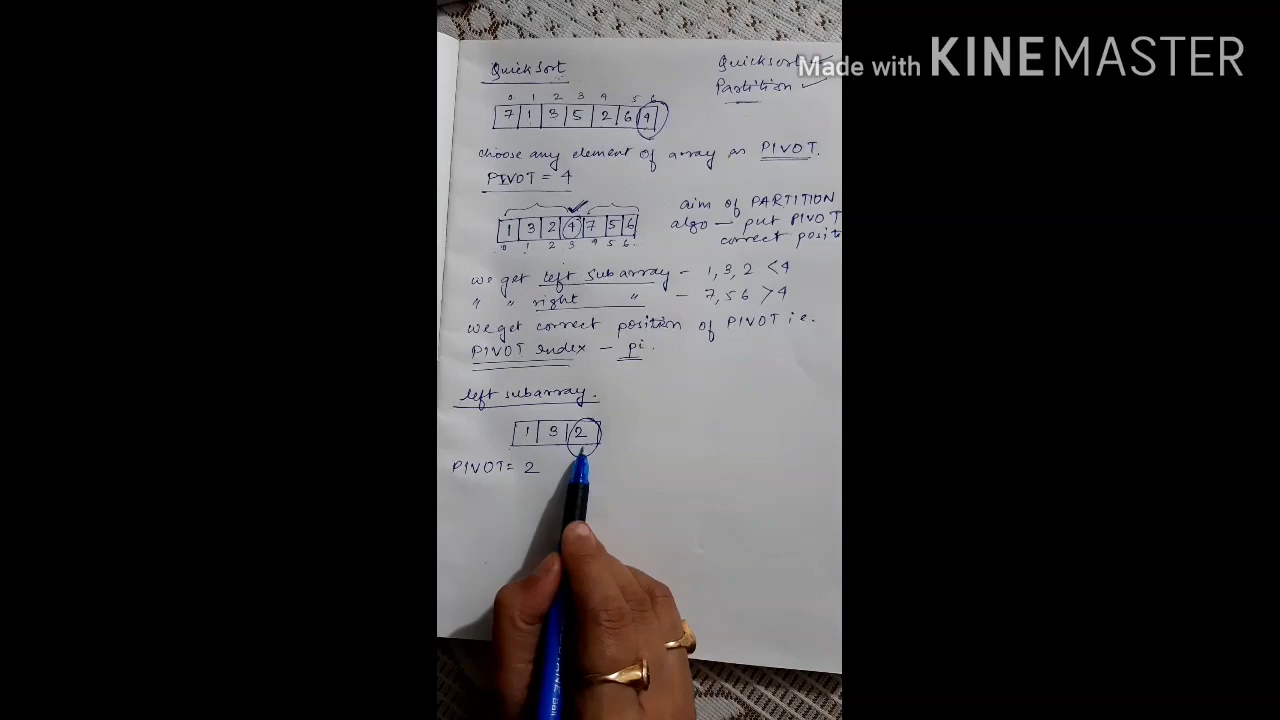 Made with KINEMASTER
Quicksort
Quicksort
Partition
0 1 2 3 4 5 6
7 1 3 5 2 6 4
choose any element of array as PIVOT.
PIVOT = 4
1 3 2 4 7 5 6
0 1 2 3 4 5 6
aim of PARTITION
algo — put PIVOT
correct posit
we get left subarray - 1, 3, 2 < 4
" " right " - 7, 5 6 > 4
we get correct position of PIVOT i.e.
PIVOT Index - pi.
left subarray.
1 3 2
PIVOT = 2